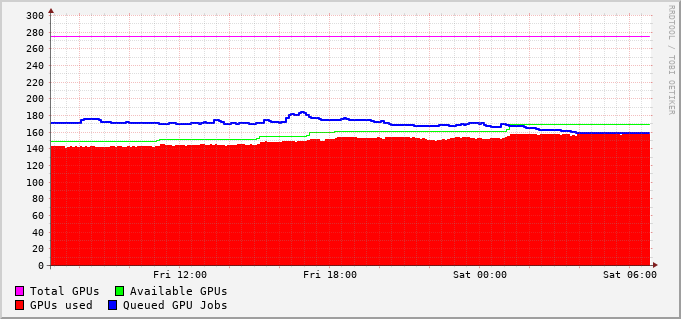 300
280
260
240
220
200
180
160
140
120
100
80
60
40
20
0
Fri 12:00
Fri 18:00
Sat 00:00
Sat 06:00
Total GPUs
Available GPUs
GPUs used
Queued GPU Jobs
RRDTOOL / TOBI OETIKER